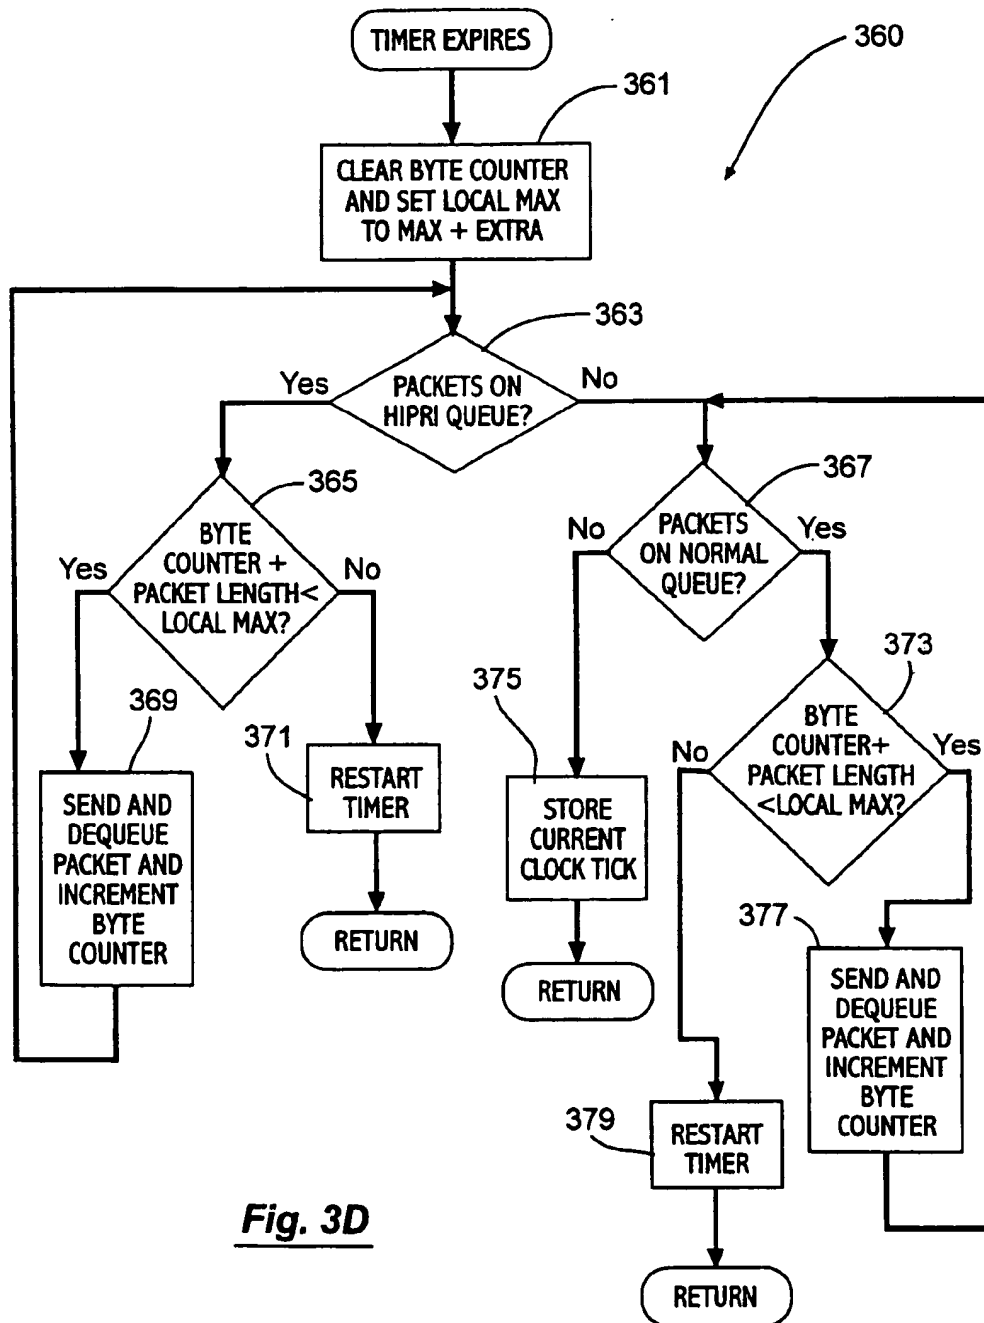 TIMER EXPIRES
360
361
CLEAR BYTE COUNTER
AND SET LOCAL MAX
TO MAX + EXTRA
363
PACKETS ON
HIPRI QUEUE?
Yes
No
365
BYTE
COUNTER +
PACKET LENGTH<
LOCAL MAX?
Yes
No
367
PACKETS
ON NORMAL
QUEUE?
No
Yes
369
SEND AND
DEQUEUE
PACKET AND
INCREMENT
BYTE
COUNTER
371
RESTART
TIMER
RETURN
375
STORE
CURRENT
CLOCK TICK
RETURN
373
BYTE
COUNTER+
PACKET LENGTH
<LOCAL MAX?
No
Yes
377
SEND AND
DEQUEUE
PACKET AND
INCREMENT
BYTE
COUNTER
379
RESTART
TIMER
RETURN
Fig. 3D